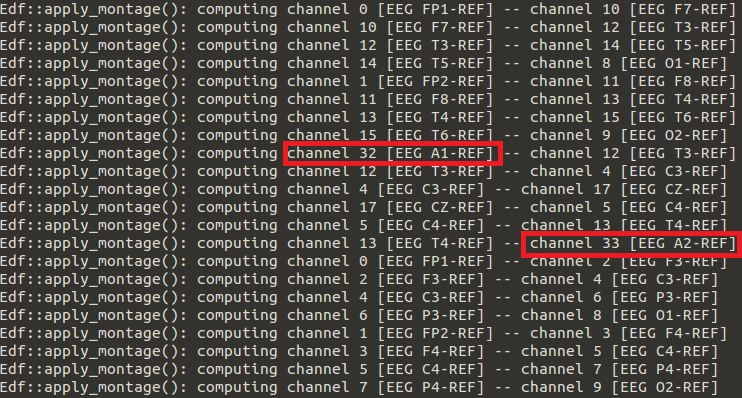 Edf::apply_montage(): computing channel 0 [EEG FP1-REF] -- channel 10 [EEG F7-REF]
Edf::apply_montage(): computing channel 10 [EEG F7-REF] -- channel 12 [EEG T3-REF]
Edf::apply_montage(): computing channel 12 [EEG T3-REF] -- channel 14 [EEG T5-REF]
Edf::apply_montage(): computing channel 14 [EEG T5-REF] -- channel 8 [EEG O1-REF]
Edf::apply_montage(): computing channel 1 [EEG FP2-REF] -- channel 11 [EEG F8-REF]
Edf::apply_montage(): computing channel 11 [EEG F8-REF] -- channel 13 [EEG T4-REF]
Edf::apply_montage(): computing channel 13 [EEG T4-REF] -- channel 15 [EEG T6-REF]
Edf::apply_montage(): computing channel 15 [EEG T6-REF] -- channel 9 [EEG O2-REF]
Edf::apply_montage(): computing channel 32 [EEG A1-REF] -- channel 12 [EEG T3-REF]
Edf::apply_montage(): computing channel 12 [EEG T3-REF] -- channel 4 [EEG C3-REF]
Edf::apply_montage(): computing channel 4 [EEG C3-REF] -- channel 17 [EEG CZ-REF]
Edf::apply_montage(): computing channel 17 [EEG CZ-REF] -- channel 5 [EEG C4-REF]
Edf::apply_montage(): computing channel 5 [EEG C4-REF] -- channel 13 [EEG T4-REF]
Edf::apply_montage(): computing channel 13 [EEG T4-REF] -- channel 33 [EEG A2-REF]
Edf::apply_montage(): computing channel 0 [EEG FP1-REF] -- channel 2 [EEG F3-REF]
Edf::apply_montage(): computing channel 2 [EEG F3-REF] -- channel 4 [EEG C3-REF]
Edf::apply_montage(): computing channel 4 [EEG C3-REF] -- channel 6 [EEG P3-REF]
Edf::apply_montage(): computing channel 6 [EEG P3-REF] -- channel 8 [EEG O1-REF]
Edf::apply_montage(): computing channel 1 [EEG FP2-REF] -- channel 3 [EEG F4-REF]
Edf::apply_montage(): computing channel 3 [EEG F4-REF] -- channel 5 [EEG C4-REF]
Edf::apply_montage(): computing channel 5 [EEG C4-REF] -- channel 7 [EEG P4-REF]
Edf::apply_montage(): computing channel 7 [EEG P4-REF] -- channel 9 [EEG O2-REF]